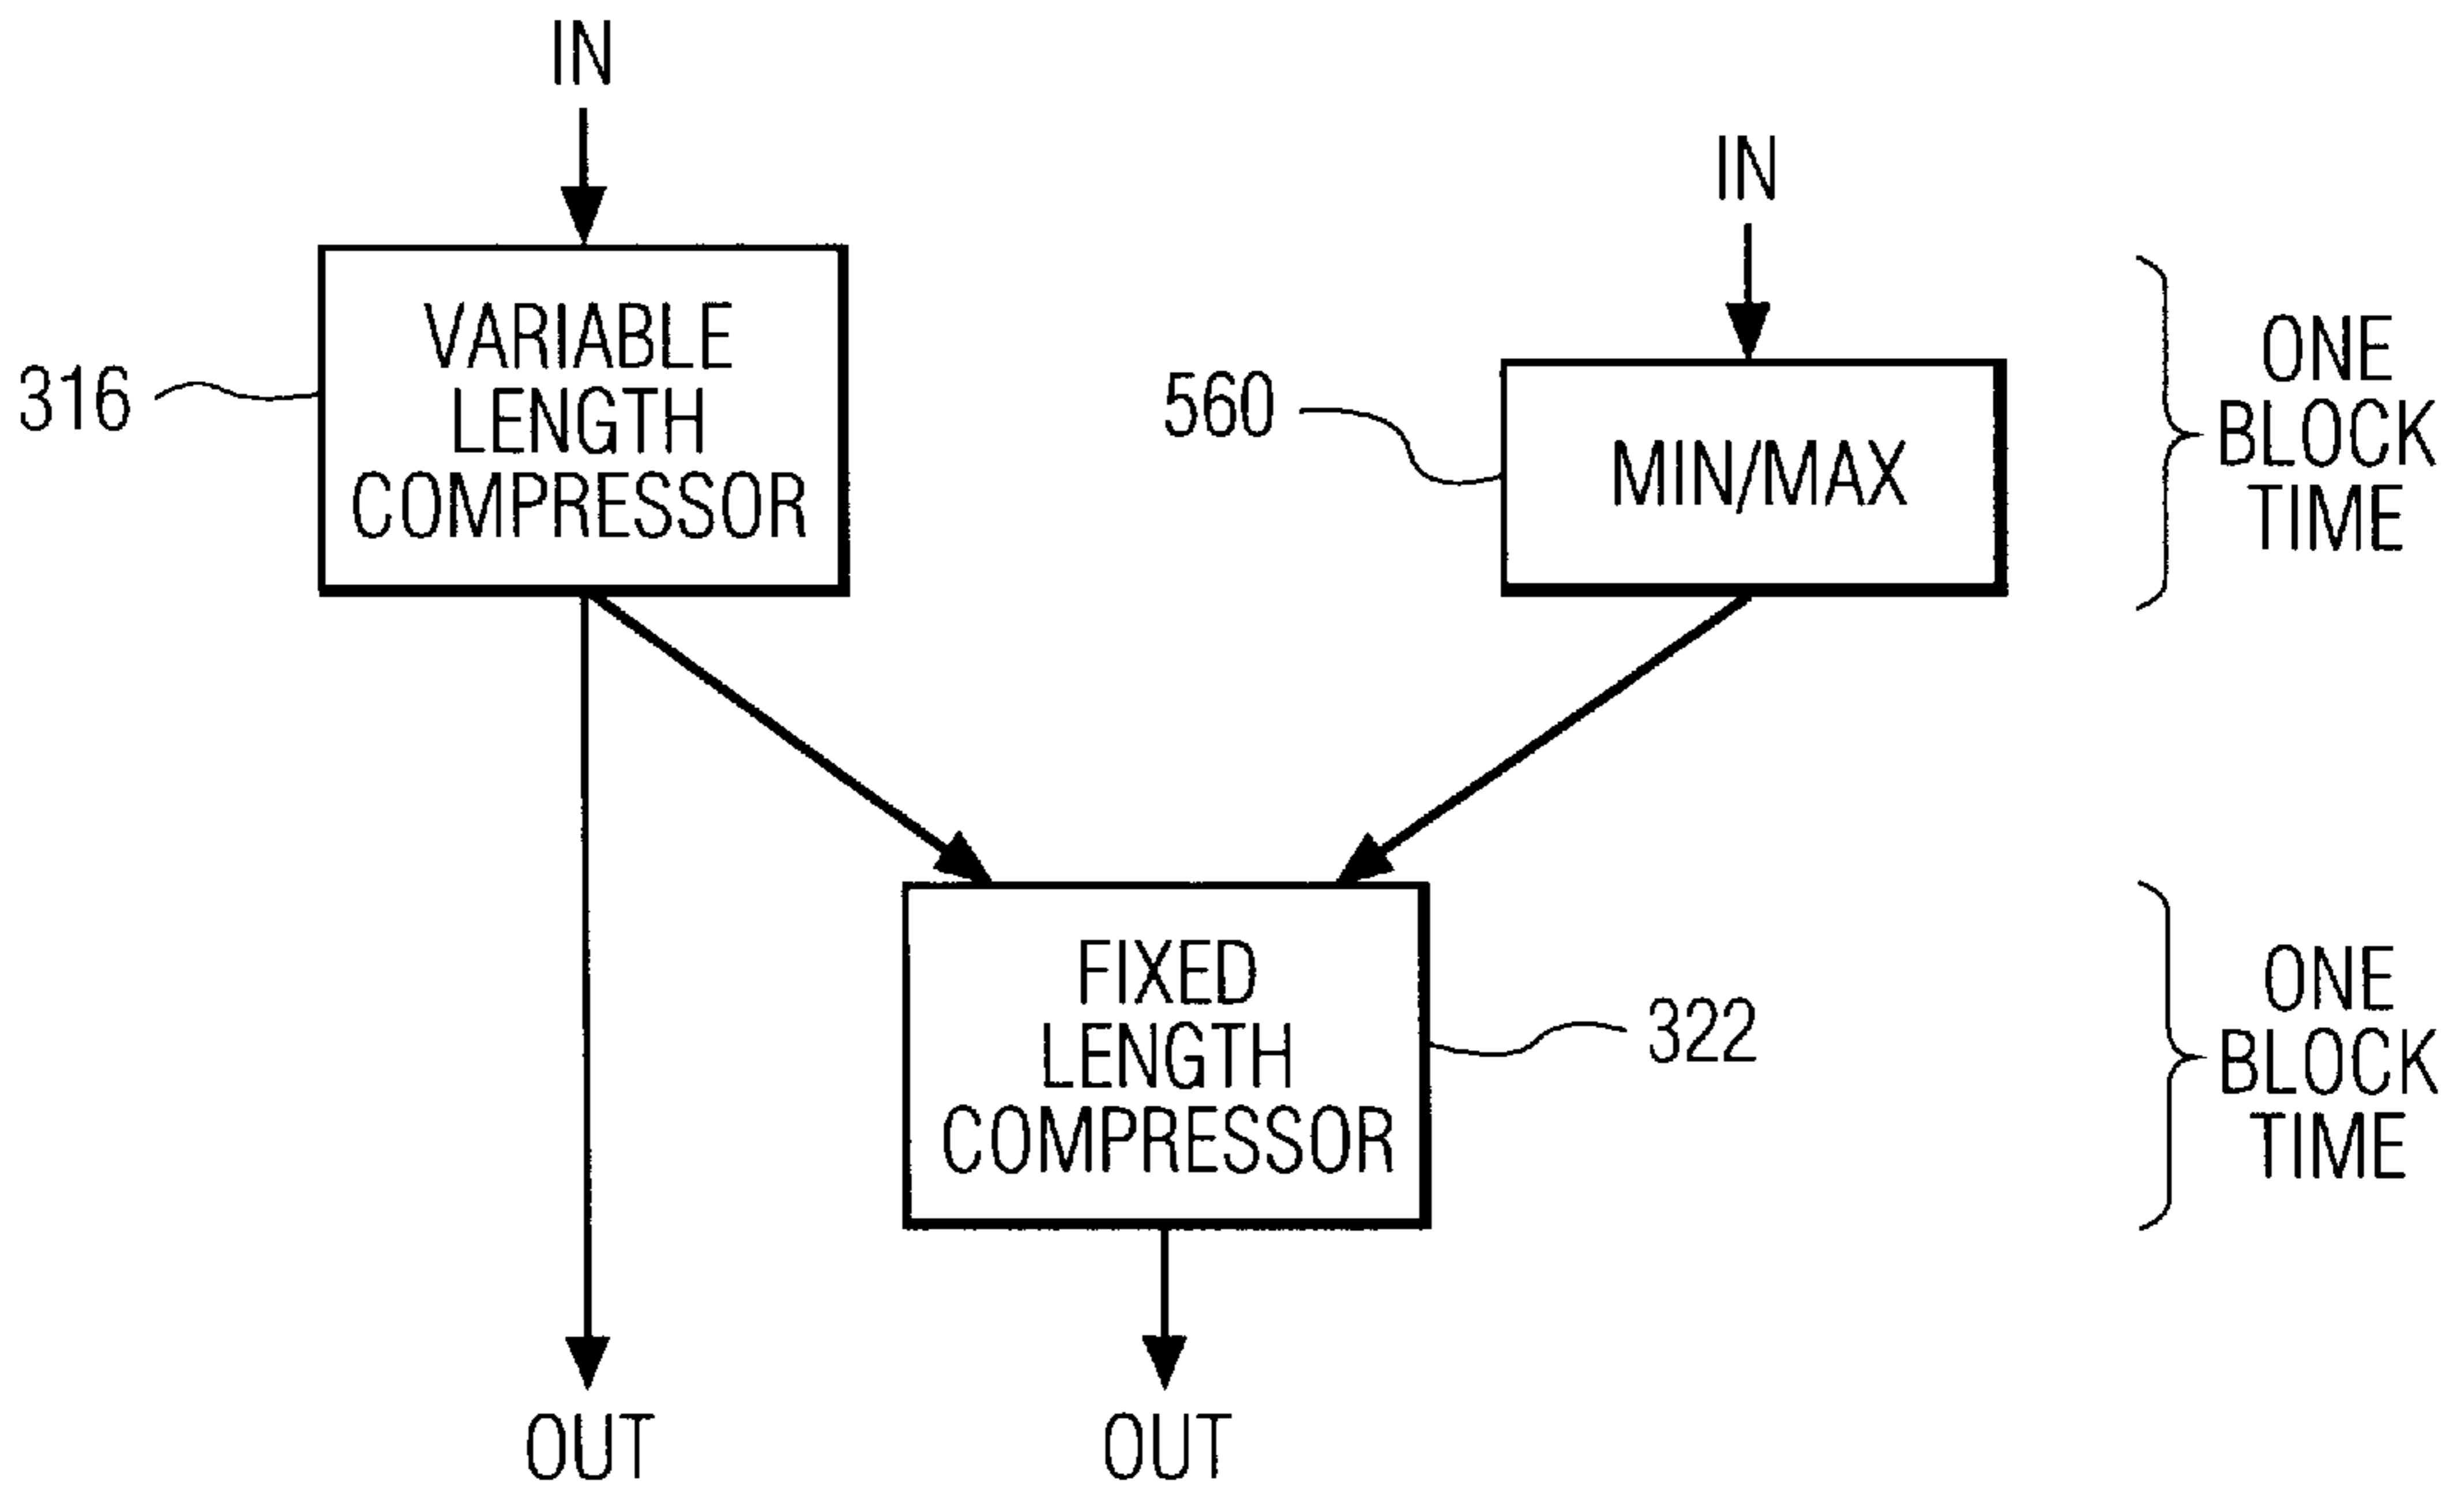 IN
IN
316
VARIABLE
LENGTH
COMPRESSOR
560
MIN/MAX
ONE
BLOCK
TIME
FIXED
LENGTH
COMPRESSOR
322
ONE
BLOCK
TIME
OUT
OUT